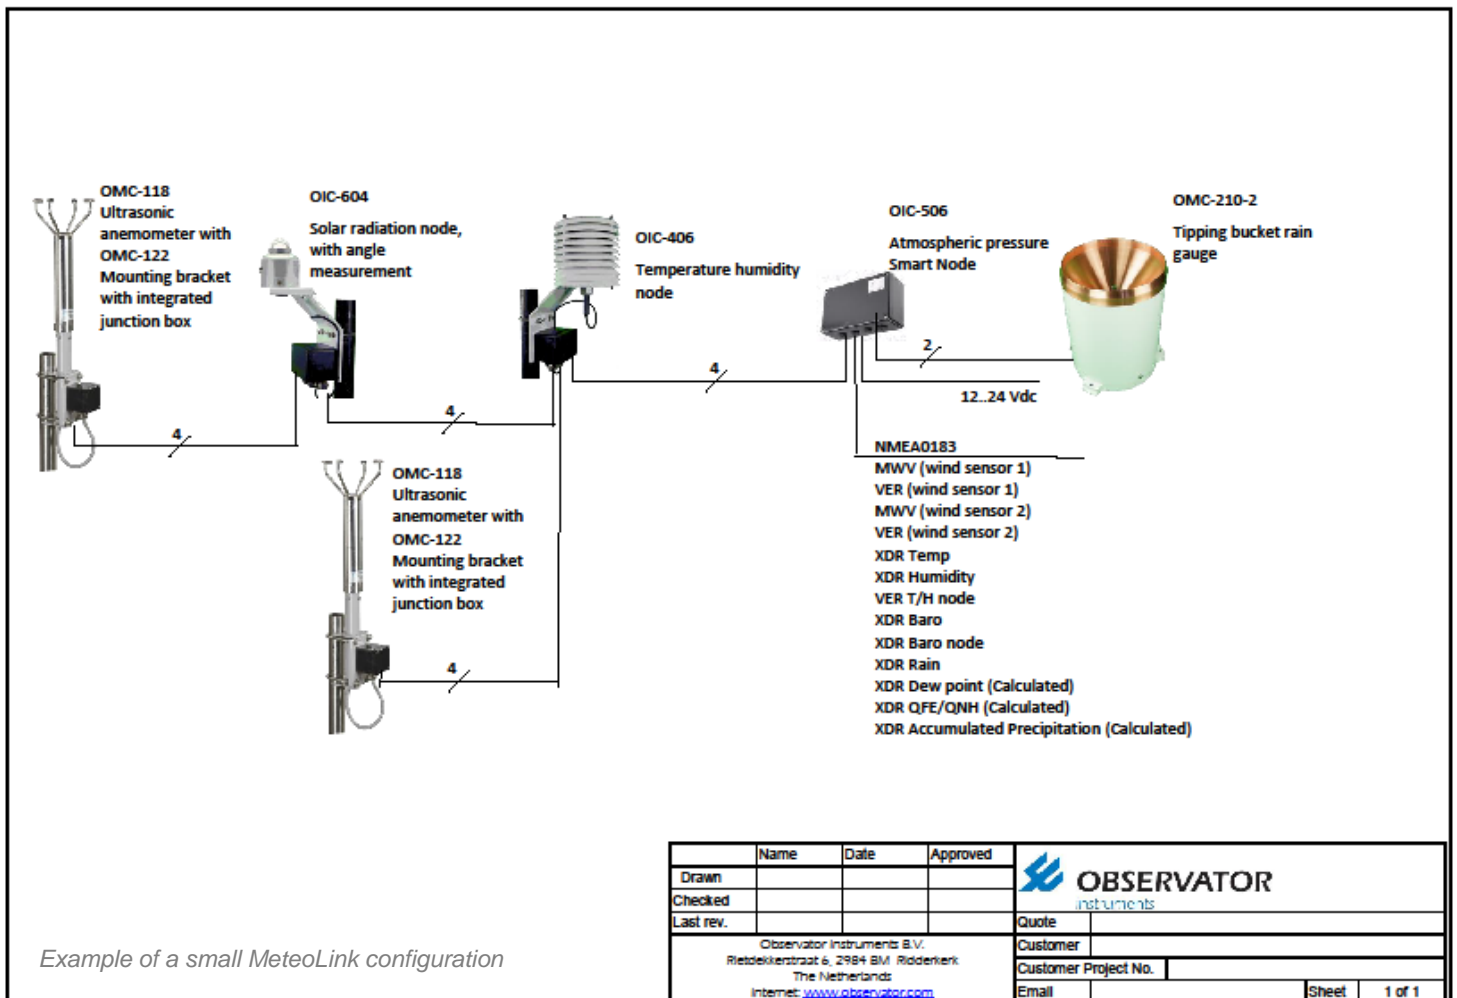 OMC-118
Ultrasonic
anemometer with
OMC-122
Mounting bracket
with integrated
junction box
OIC-604
Solar radiation node,
with angle
measurement
OIC-406
Temperature humidity
node
OIC-506
Atmospheric pressure
Smart Node
OMC-210-2
Tipping bucket rain
gauge
2
4
12..24 Vdc
4
4
OMC-118
Ultrasonic
anemometer with
OMC-122
Mounting bracket
with integrated
junction box
4
NMEA0183
MWV (wind sensor 1)
VER (wind sensor 1)
MWV (wind sensor 2)
VER (wind sensor 2)
XDR Temp
XDR Humidity
VER T/H node
XDR Baro
XDR Baro node
XDR Rain
XDR Dew point (Calculated)
XDR QFE/QNH (Calculated)
XDR Accumulated Precipitation (Calculated)
Example of a small MeteoLink configuration
Name Date Approved
Drawn
Checked
Last rev.
Observator Instruments B.V.
Rietdekkerstraat 6, 2984 BM Ridderkerk
The Netherlands
Internet: www.observator.com
OBSERVATOR
instruments
Quote
Customer
Customer Project No.
Email Sheet 1 of 1